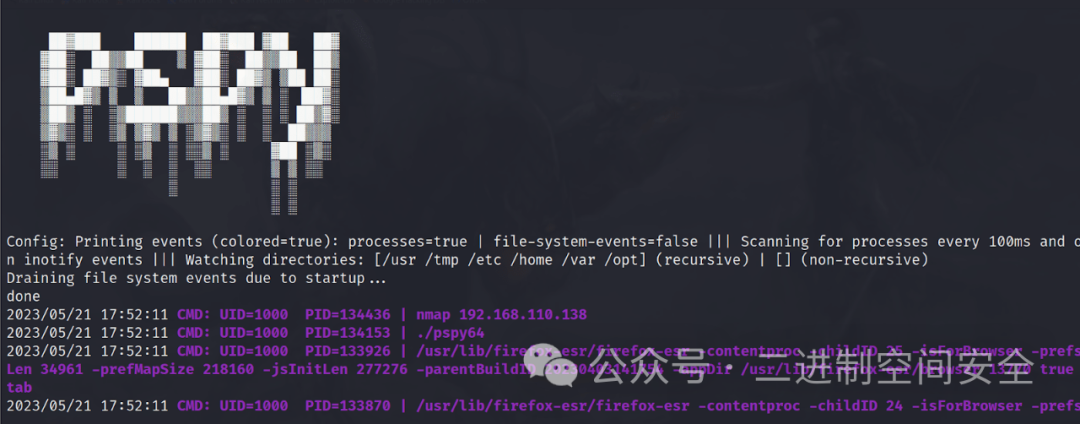 pspy
Config: Printing events (colored=true): processes=true | file-system-events=false ||| Scanning for processes every 100ms and o
n inotify events ||| Watching directories: [/usr /tmp /etc /home /var /opt] (recursive) | [] (non-recursive)
Draining file system events due to startup...
done
2023/05/21 17:52:11 CMD: UID=1000 PID=134436 | nmap 192.168.110.138
2023/05/21 17:52:11 CMD: UID=1000 PID=134153 | ./pspy64
2023/05/21 17:52:11 CMD: UID=1000 PID=133926 | /usr/lib/firefox-esr/firefox-esr -contentproc -childID 25 -isForBrowser -prefs
Len 34961 -prefMapSize 218160 -jsInitLen 277276 -parentBuildID -appDir /usr/lib/firefox-esr/browser true
tab
2023/05/21 17:52:11 CMD: UID=1000 PID=133870 | /usr/lib/firefox-esr/firefox-esr -contentproc -childID 24 -isForBrowser -prefs
公众号 · 二进制空间安全